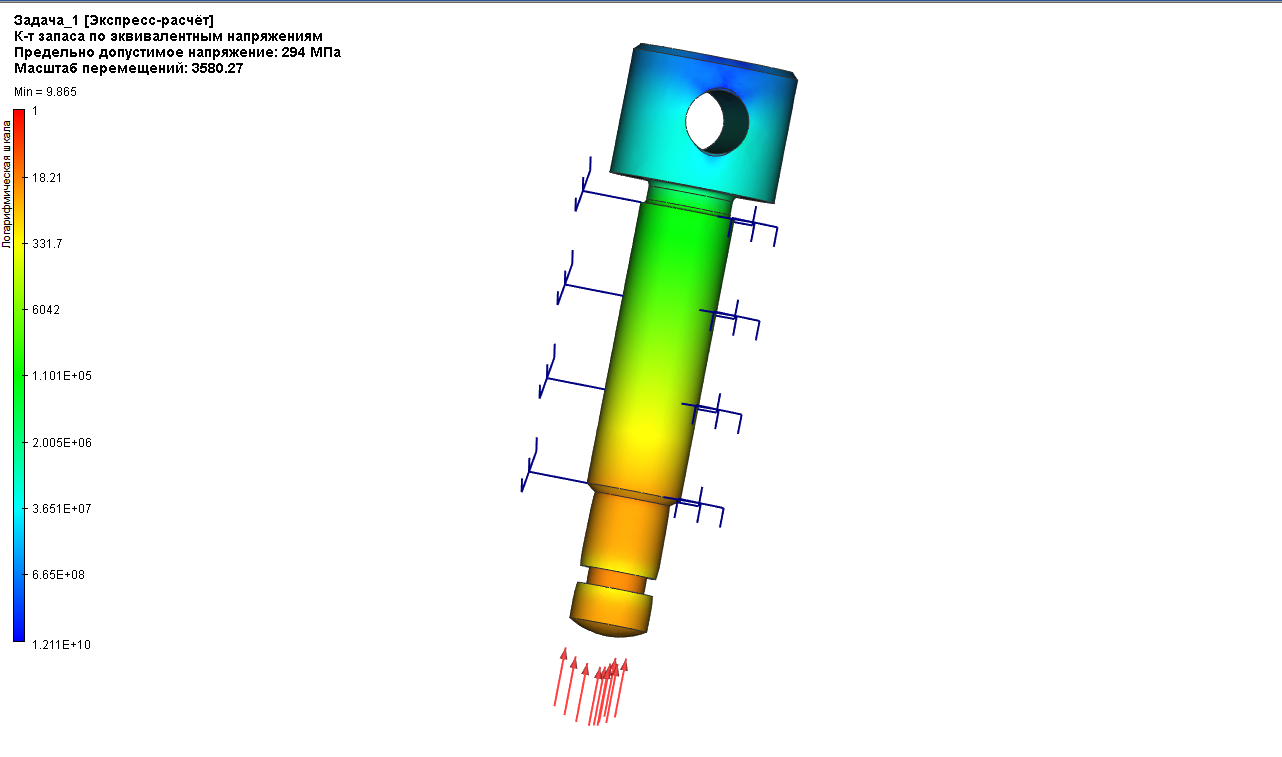 Задача_1 [Экспресс-расчёт]
К-т запаса по эквивалентным напряжениям
Предельно допустимое напряжение: 294 МПа
Масштаб перемещений: 3580.27
Min = 9.865
Логарифмическая шкала
1
18.21
331.7
6042
1.101E+05
2.005E+06
3.651E+07
6.65E+08
1.211E+10